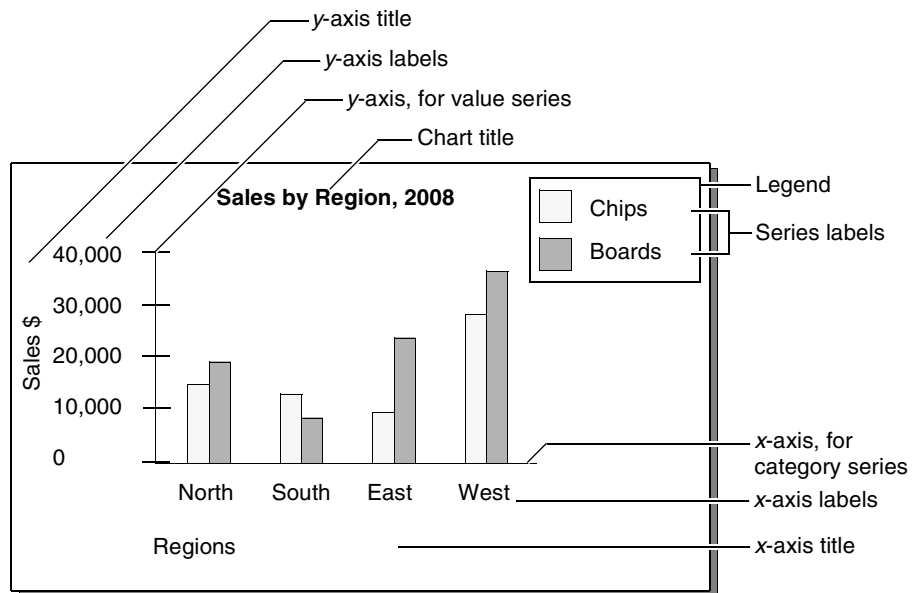 y-axis title
y-axis labels
y-axis, for value series
Chart title
Sales by Region, 2008
Legend
Chips
Series labels
Boards
40,000
30,000
Sales $
20,000
10,000
0
x-axis, for
category series
North South East West
x-axis labels
Regions
x-axis title